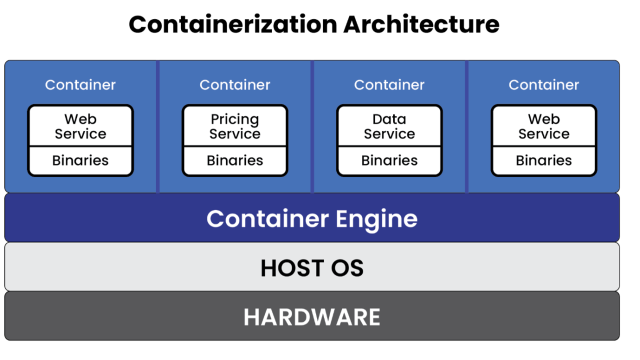 Containerization Architecture
Container
Web
Service
Binaries
Container
Pricing
Service
Binaries
Container
Data
Service
Binaries
Container
Web
Service
Binaries
Container Engine
HOST OS
HARDWARE